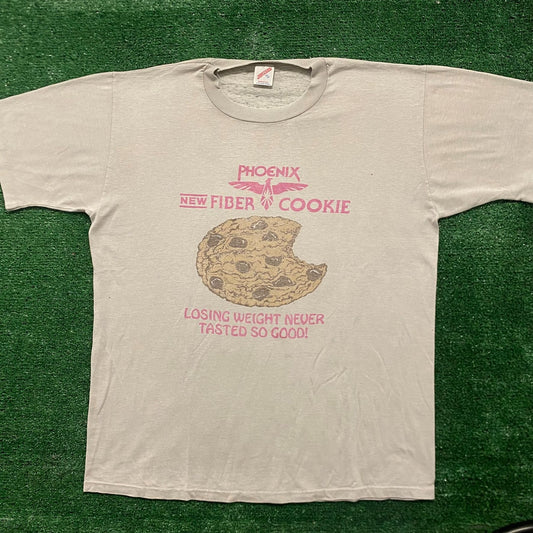 PHOENIX
NEW FIBER COOKIE
LOSING WEIGHT NEVER
TASTED SO GOOD!